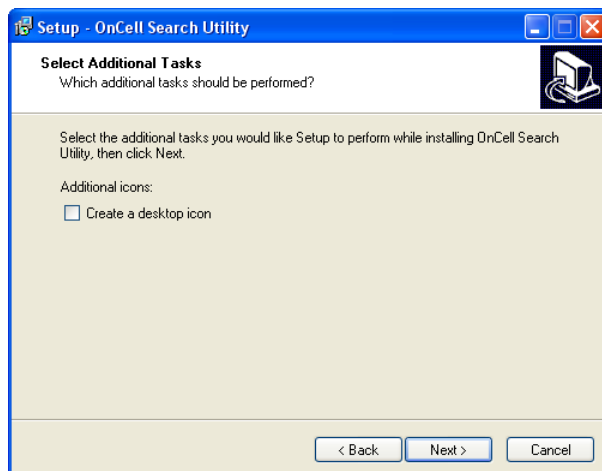 Setup - OnCell Search Utility
Select Additional Tasks
Which additional tasks should be performed?
Select the additional tasks you would like Setup to perform while installing OnCell Search
Utility, then click Next.
Additional icons:
Create a desktop icon
< Back Next > Cancel